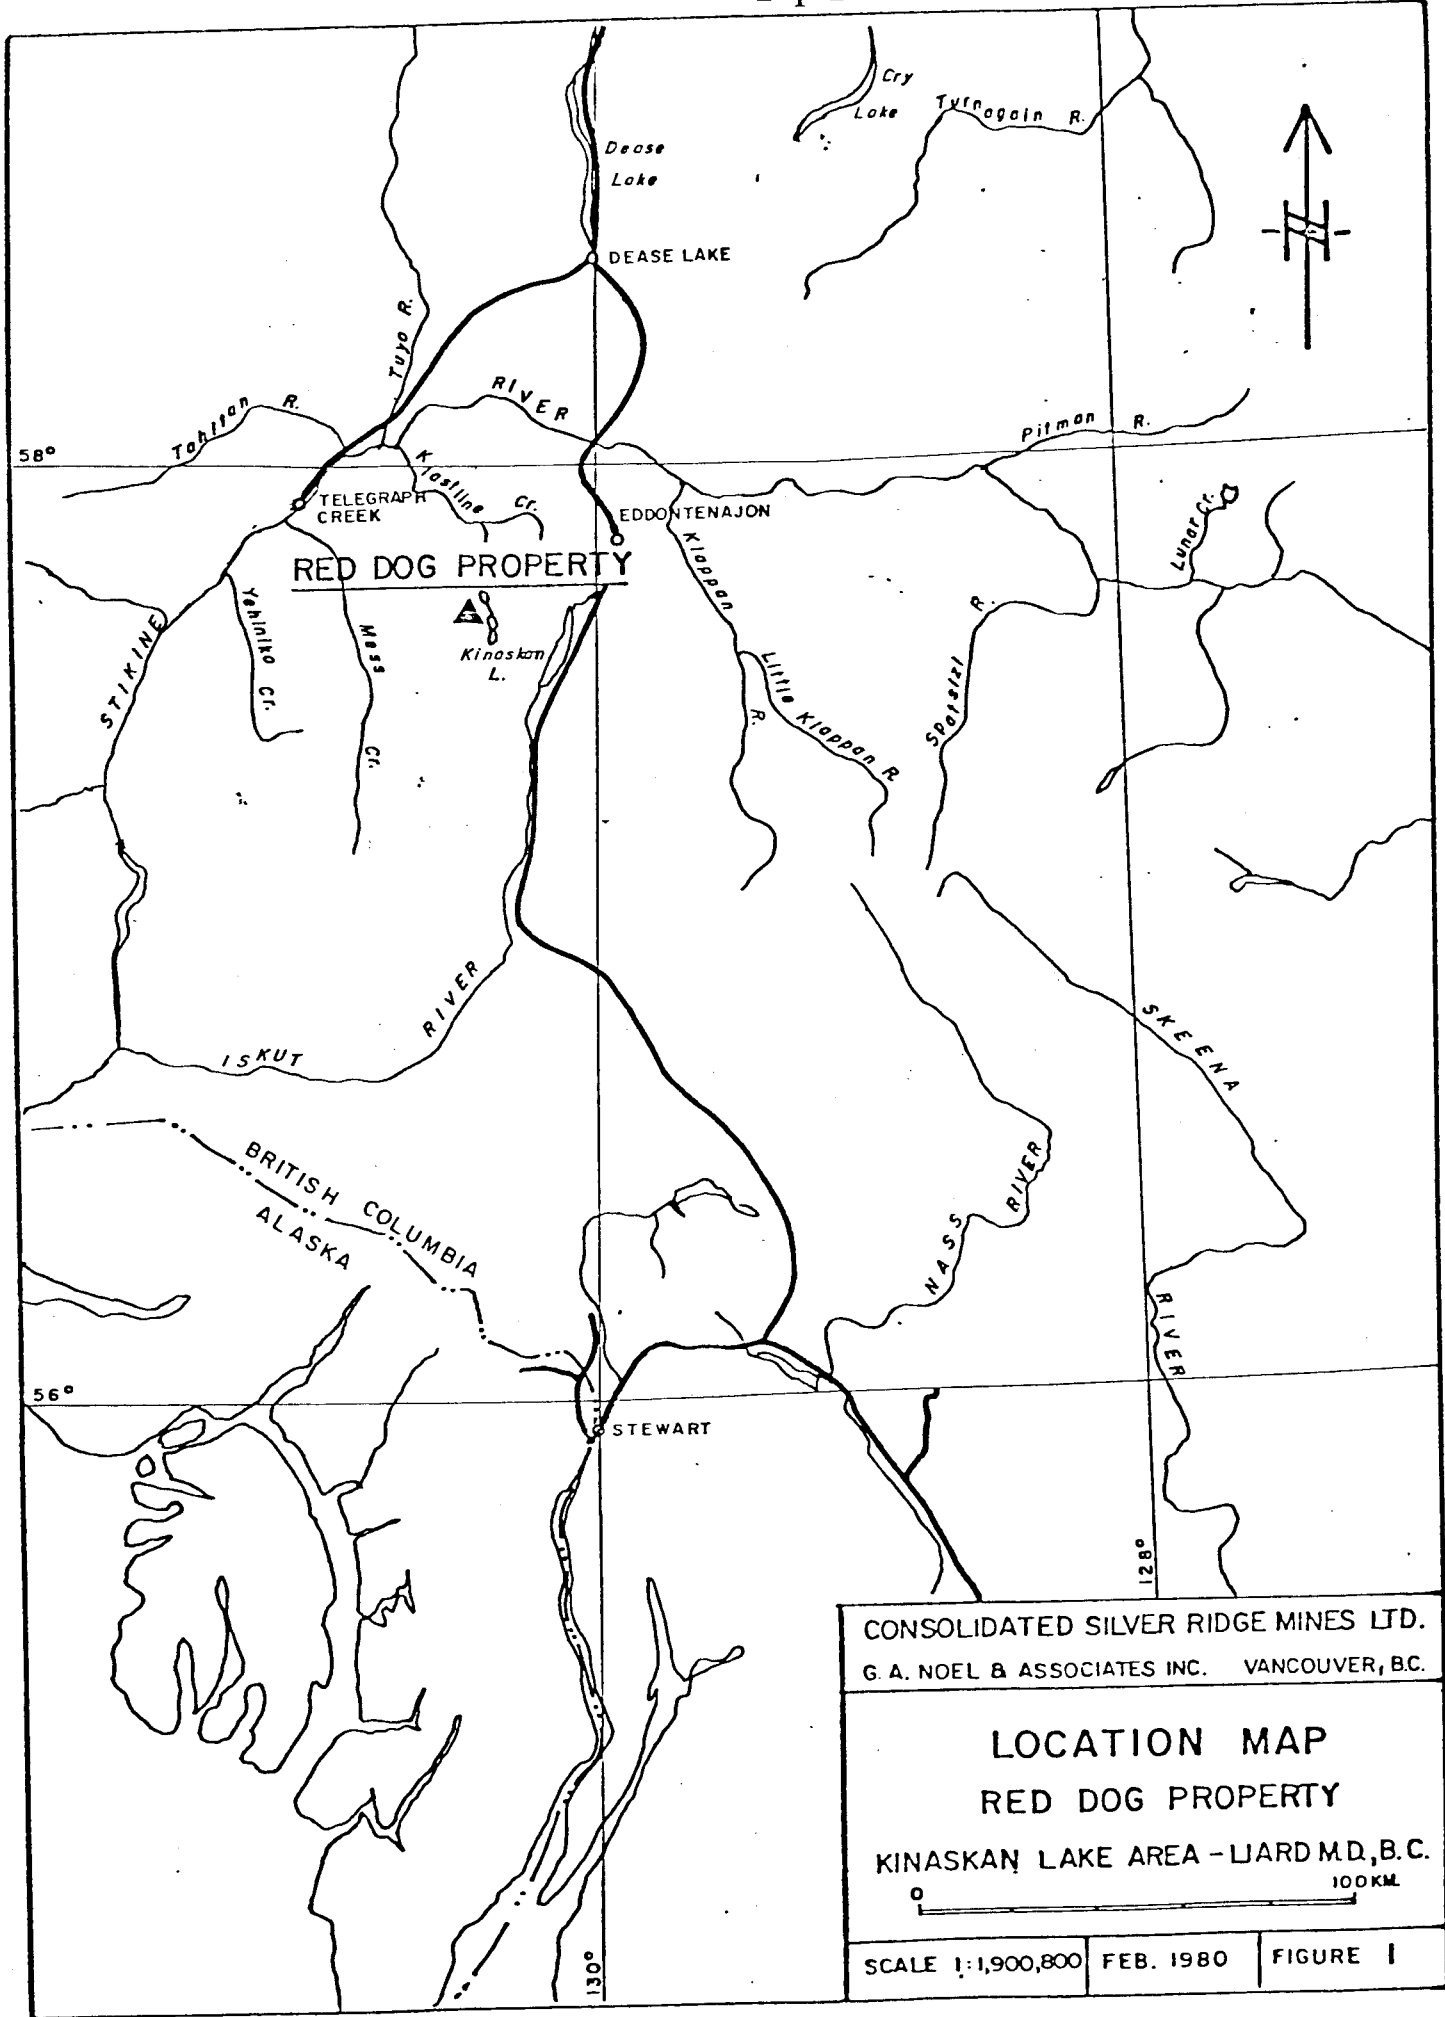 Cry
Lake
Turnagain R.
Dease
Lake
DEASE LAKE
N
Tuya R.
RIVER
Tahltan R.
Pitman R.
58°
Klastline Cr.
TELEGRAPH
CREEK
EDDONTENAJON
Lunar Cr.
RED DOG PROPERTY
Klappan
R.
Yehiniko Cr.
Mess Cr.
Kinaskan
L.
STIKINE
Little Klappan R.
Spatsizi R.
RIVER
ISKUT
SKEENA
BRITISH COLUMBIA
ALASKA
NASS RIVER
RIVER
56°
STEWART
128°
130°
CONSOLIDATED SILVER RIDGE MINES LTD.
G. A. NOEL & ASSOCIATES INC. VANCOUVER, B.C.
LOCATION MAP
RED DOG PROPERTY
KINASKAN LAKE AREA - LIARD M.D., B.C.
0 100 KM.
SCALE 1:1,900,800 FEB. 1980 FIGURE 1